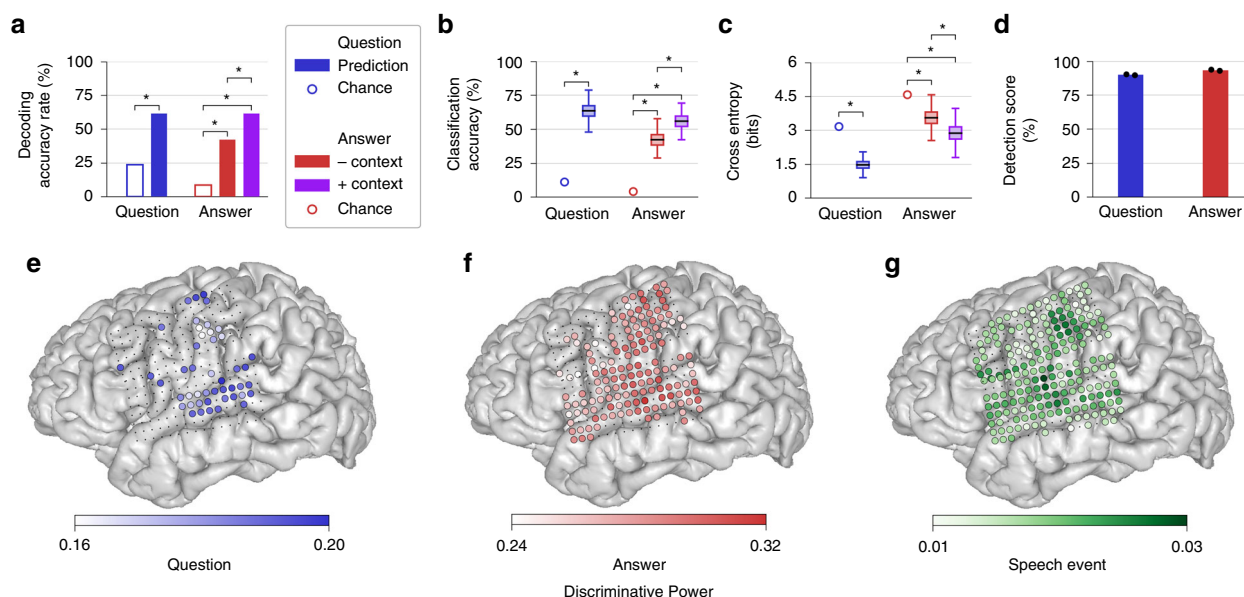 a
Decoding
accuracy rate (%)
100
75
50
25
0
*
*
*
*
Question
Answer
Question
Prediction
Chance
Answer
– context
+ context
Chance
b
Classification
accuracy (%)
100
75
50
25
0
*
*
*
*
Question
Answer
c
Cross entropy
(bits)
6
4.5
3
1.5
0
*
*
*
*
Question
Answer
d
Detection score
(%)
100
75
50
25
0
Question
Answer
e
0.16
0.20
Question
f
0.24
0.32
Answer
Discriminative Power
g
0.01
0.03
Speech event